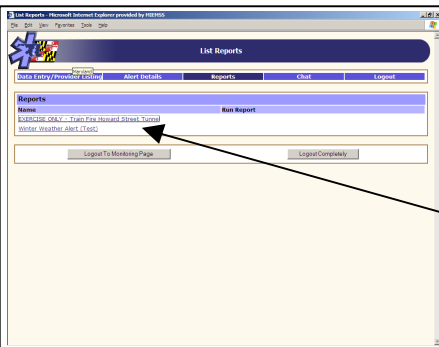 List Reports - Microsoft Internet Explorer provided by MIEMSS
File Edit View Favorites Tools Help
List Reports
Maryland
Data Entry/Provider Listing Alert Details Reports Chat Logout
Reports
Name Run Report
EXERCISE ONLY - Train Fire Howard Street Tunnel
Winter Weather Alert (Test)
Logout To Monitoring Page Logout Completely